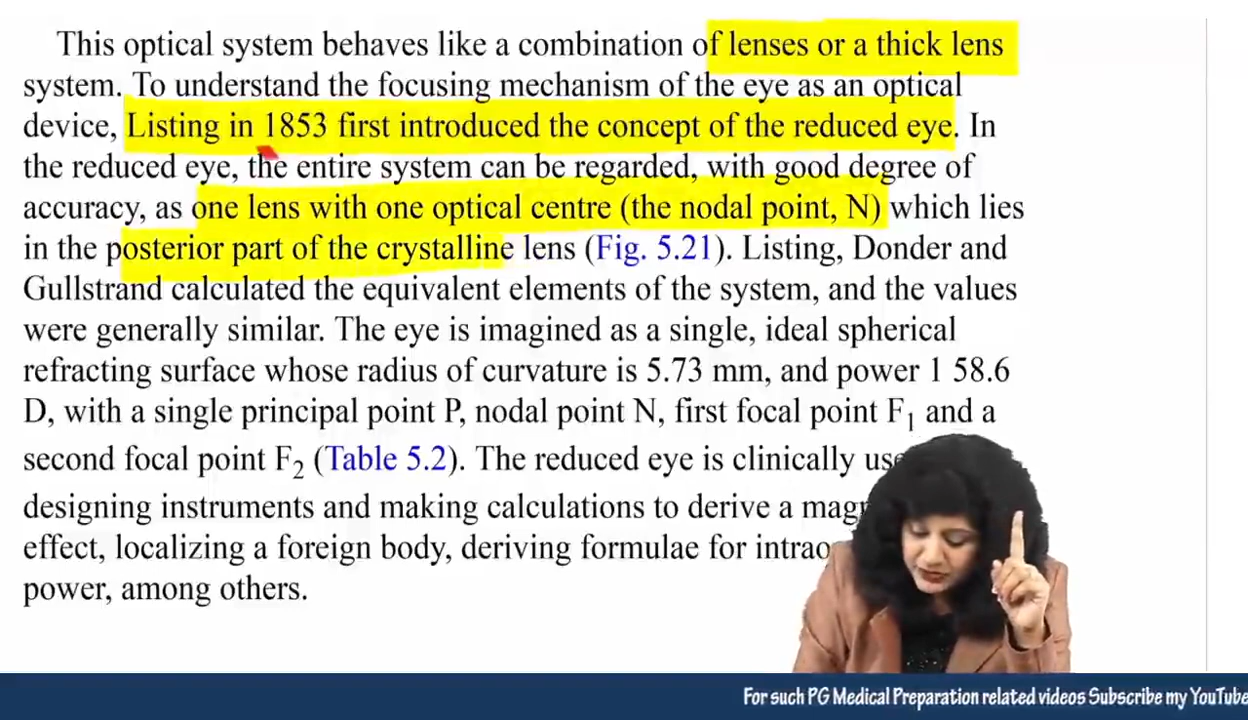 This optical system behaves like a combination of lenses or a thick lens
system. To understand the focusing mechanism of the eye as an optical
device, Listing in 1853 first introduced the concept of the reduced eye. In
the reduced eye, the entire system can be regarded, with good degree of
accuracy, as one lens with one optical centre (the nodal point, N) which lies
in the posterior part of the crystalline lens (Fig. 5.21). Listing, Donder and
Gullstrand calculated the equivalent elements of the system, and the values
were generally similar. The eye is imagined as a single, ideal spherical
refracting surface whose radius of curvature is 5.73 mm, and power 1 58.6
D, with a single principal point P, nodal point N, first focal point F1 and a
second focal point F2 (Table 5.2). The reduced eye is clinically
designing instruments and making calculations to derive a
effect, localizing a foreign body, deriving formulae for
power, among others.
For such PG Medical Preparation related videos Subscribe my YouTube